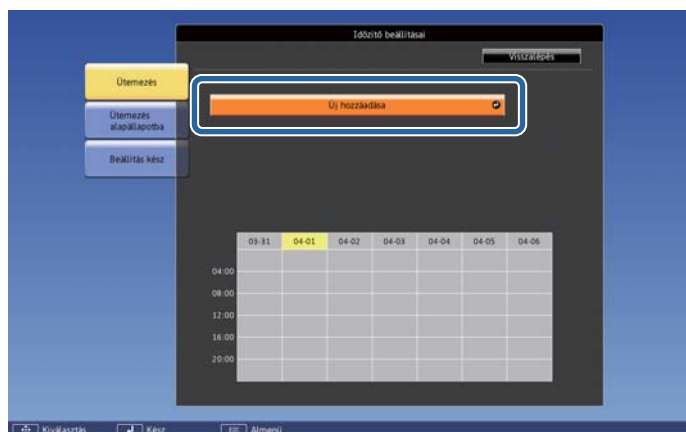 Időzítő beállításai
Visszalépés
Ütemezés
Új hozzáadása
Ütemezés
alapállapotba
Beállítás kész
03-31 04-01 04-02 04-03 04-04 04-05 04-06
04:00
08:00
12:00
16:00
20:00
Kiválasztás Kész Esc Almenü